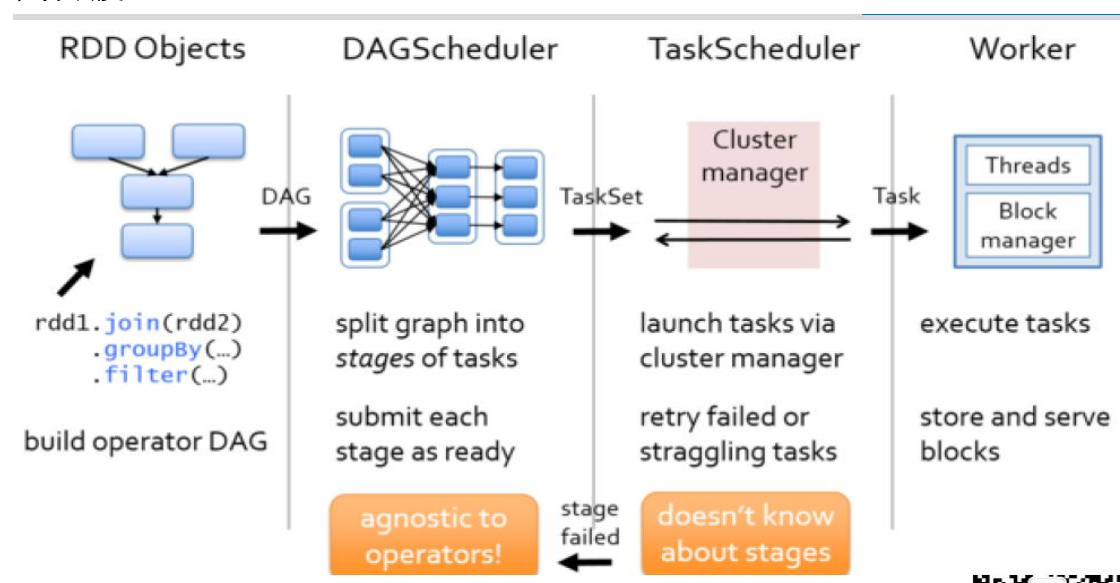 RDD Objects
DAGScheduler
TaskScheduler
Worker
DAG
TaskSet
Cluster
manager
Task
Threads
Block
manager
rdd1.join(rdd2)
.groupBy(…)
.filter(…)
build operator DAG
split graph into
stages of tasks
submit each
stage as ready
agnostic to
operators!
stage
failed
launch tasks via
cluster manager
retry failed or
straggling tasks
doesn't know
about stages
execute tasks
store and serve
blocks